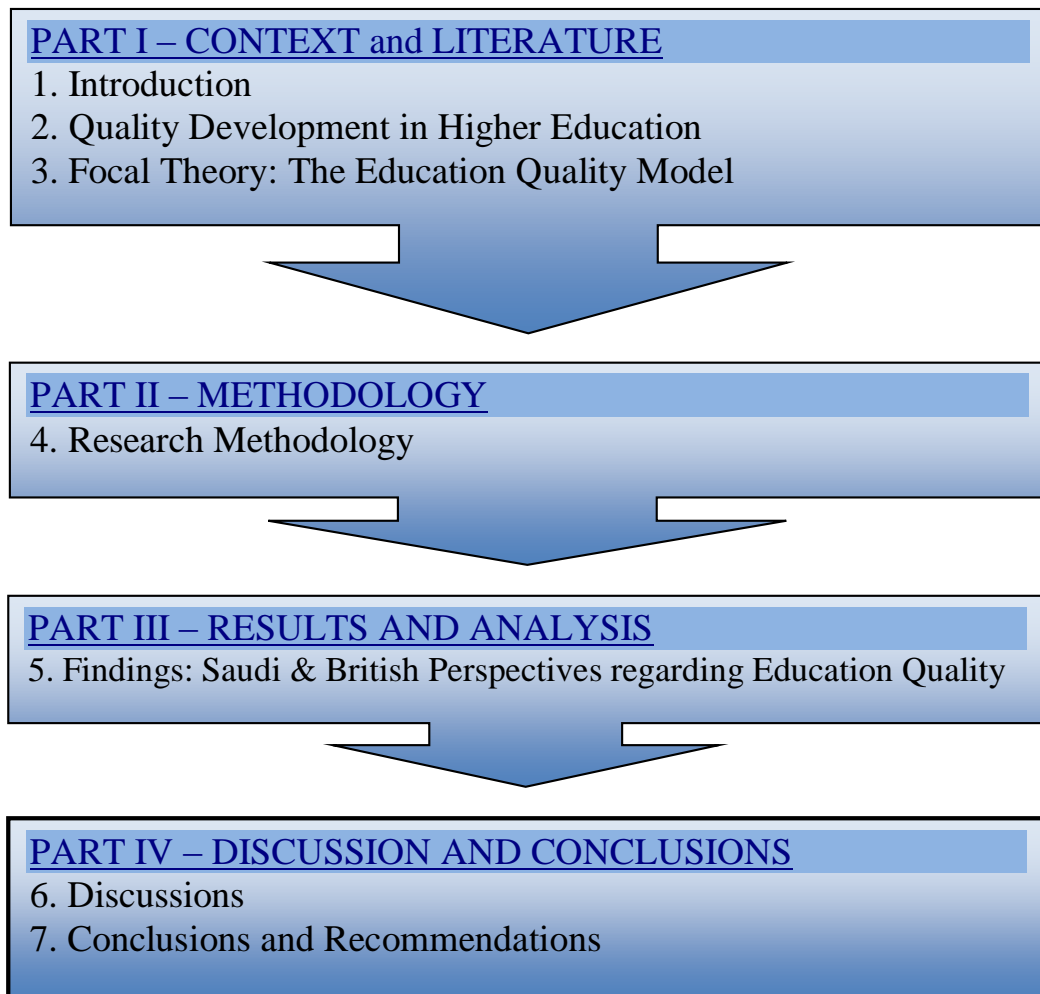 PART I – CONTEXT and LITERATURE
1. Introduction
2. Quality Development in Higher Education
3. Focal Theory: The Education Quality Model
PART II – METHODOLOGY
4. Research Methodology
PART III – RESULTS AND ANALYSIS
5. Findings: Saudi & British Perspectives regarding Education Quality
PART IV – DISCUSSION AND CONCLUSIONS
6. Discussions
7. Conclusions and Recommendations